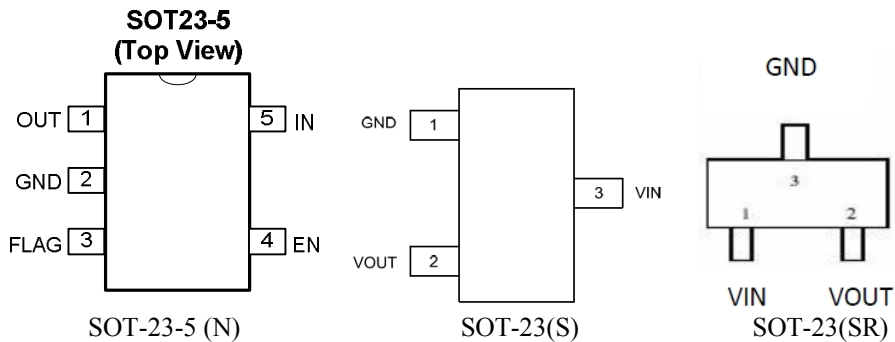 SOT23-5
(Top View)
OUT 1
5 IN
GND 2
FLAG 3
4 EN
SOT-23-5 (N)
GND 1
3 VIN
VOUT 2
SOT-23(S)
GND
3
1 2
VIN VOUT
SOT-23(SR)